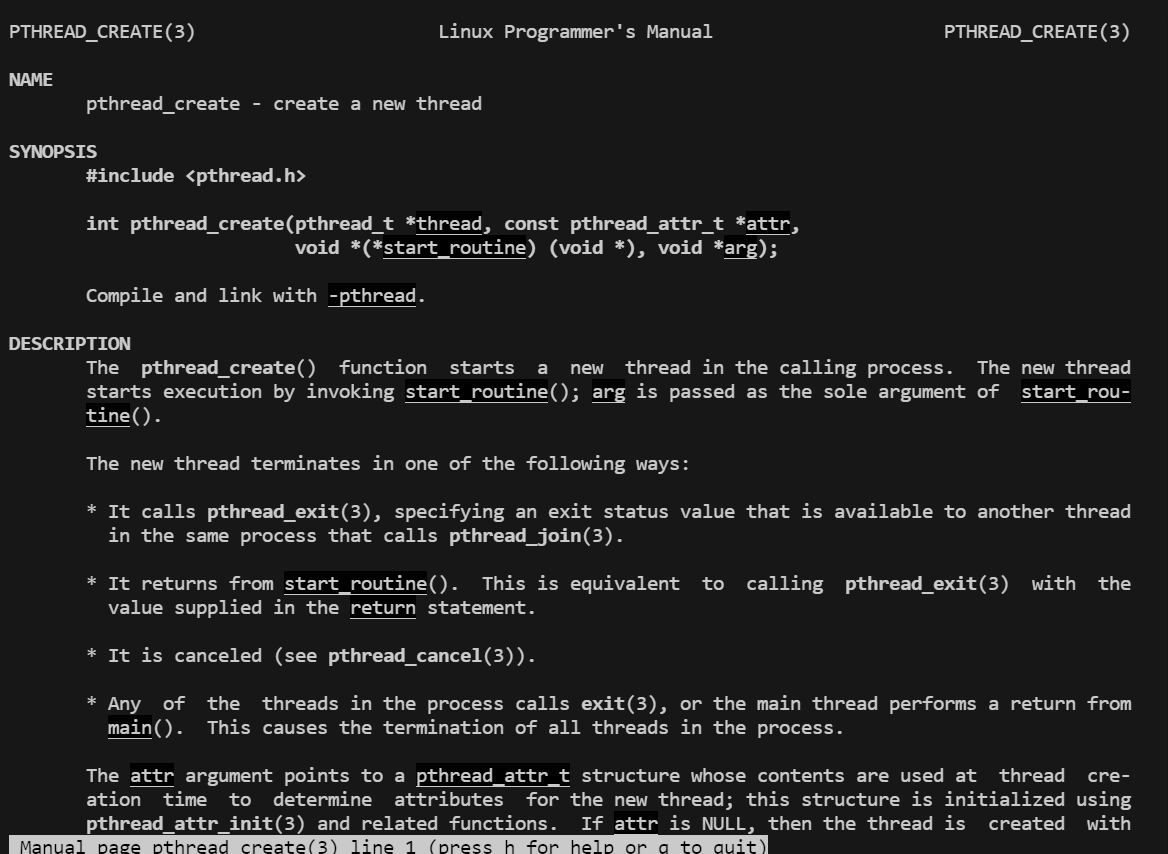 PTHREAD_CREATE(3) Linux Programmer's Manual PTHREAD_CREATE(3)
NAME
pthread_create - create a new thread
SYNOPSIS
#include <pthread.h>
int pthread_create(pthread_t *thread, const pthread_attr_t *attr,
void *(*start_routine) (void *), void *arg);
Compile and link with -pthread.
DESCRIPTION
The pthread_create() function starts a new thread in the calling process. The new thread
starts execution by invoking start_routine(); arg is passed as the sole argument of start_rou-
tine().
The new thread terminates in one of the following ways:
* It calls pthread_exit(3), specifying an exit status value that is available to another thread
in the same process that calls pthread_join(3).
* It returns from start_routine(). This is equivalent to calling pthread_exit(3) with the
value supplied in the return statement.
* It is canceled (see pthread_cancel(3)).
* Any of the threads in the process calls exit(3), or the main thread performs a return from
main(). This causes the termination of all threads in the process.
The attr argument points to a pthread_attr_t structure whose contents are used at thread cre-
ation time to determine attributes for the new thread; this structure is initialized using
pthread_attr_init(3) and related functions. If attr is NULL, then the thread is created with
Manual page pthread_create(3) line 1 (press h for help or q to quit)